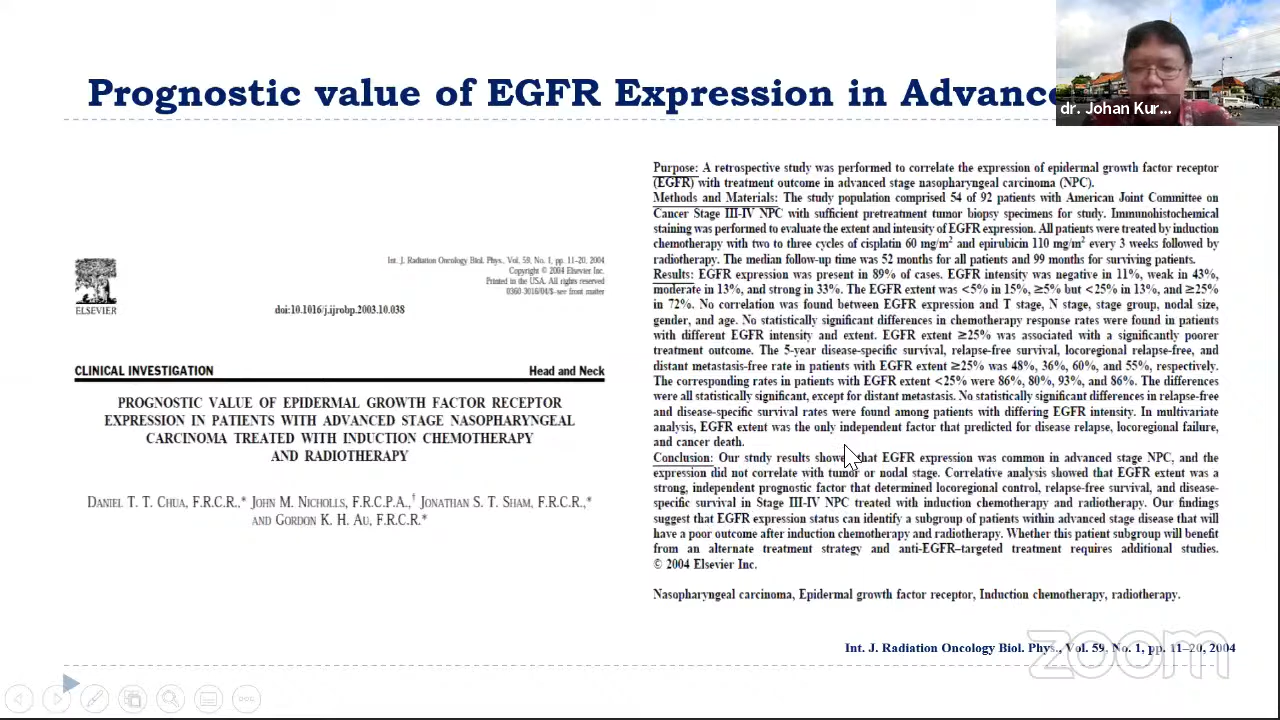 Prognostic value of EGFR Expression in Advanc
dr. Johan Kur...
Int. J. Radiation Oncology Biol. Phys., Vol. 59, No. 1, pp. 11–20, 2004
Copyright © 2004 Elsevier Inc.
Printed in the USA. All rights reserved
0360-3016/04/$–see front matter
ELSEVIER
doi:10.1016/j.ijrobp.2003.10.038
CLINICAL INVESTIGATION
Head and Neck
PROGNOSTIC VALUE OF EPIDERMAL GROWTH FACTOR RECEPTOR
EXPRESSION IN PATIENTS WITH ADVANCED STAGE NASOPHARYNGEAL
CARCINOMA TREATED WITH INDUCTION CHEMOTHERAPY
AND RADIOTHERAPY
DANIEL T. T. CHUA, F.R.C.R.,* JOHN M. NICHOLLS, F.R.C.P.A.,† JONATHAN S. T. SHAM, F.R.C.R.,*
AND GORDON K. H. AU, F.R.C.R.*
Purpose: A retrospective study was performed to correlate the expression of epidermal growth factor receptor
(EGFR) with treatment outcome in advanced stage nasopharyngeal carcinoma (NPC).
Methods and Materials: The study population comprised 54 of 92 patients with American Joint Committee on
Cancer Stage III-IV NPC with sufficient pretreatment tumor biopsy specimens for study. Immunohistochemical
staining was performed to evaluate the extent and intensity of EGFR expression. All patients were treated by induction
chemotherapy with two to three cycles of cisplatin 60 mg/m² and epirubicin 110 mg/m² every 3 weeks followed by
radiotherapy. The median follow-up time was 52 months for all patients and 99 months for surviving patients.
Results: EGFR expression was present in 89% of cases. EGFR intensity was negative in 11%, weak in 43%,
moderate in 13%, and strong in 33%. The EGFR extent was <5% in 15%, ≥5% but <25% in 13%, and ≥25%
in 72%. No correlation was found between EGFR expression and T stage, N stage, stage group, nodal size,
gender, and age. No statistically significant differences in chemotherapy response rates were found in patients
with different EGFR intensity and extent. EGFR extent ≥25% was associated with a significantly poorer
treatment outcome. The 5-year disease-specific survival, relapse-free survival, locoregional relapse-free, and
distant metastasis-free rate in patients with EGFR extent ≥25% was 48%, 36%, 60%, and 55%, respectively.
The corresponding rates in patients with EGFR extent <25% were 86%, 80%, 93%, and 86%. The differences
were all statistically significant, except for distant metastasis. No statistically significant differences in relapse-free
and disease-specific survival rates were found among patients with differing EGFR intensity. In multivariate
analysis, EGFR extent was the only independent factor that predicted for disease relapse, locoregional failure,
and cancer death.
Conclusion: Our study results showed that EGFR expression was common in advanced stage NPC, and the
expression did not correlate with tumor or nodal stage. Correlative analysis showed that EGFR extent was a
strong, independent prognostic factor that determined locoregional control, relapse-free survival, and disease-
specific survival in Stage III-IV NPC treated with induction chemotherapy and radiotherapy. Our findings
suggest that EGFR expression status can identify a subgroup of patients within advanced stage disease that will
have a poor outcome after induction chemotherapy and radiotherapy. Whether this patient subgroup will benefit
from an alternate treatment strategy and anti-EGFR–targeted treatment requires additional studies.
© 2004 Elsevier Inc.
Nasopharyngeal carcinoma, Epidermal growth factor receptor, Induction chemotherapy, radiotherapy.
Int. J. Radiation Oncology Biol. Phys., Vol. 59, No. 1, pp. 11–20, 2004
zoom